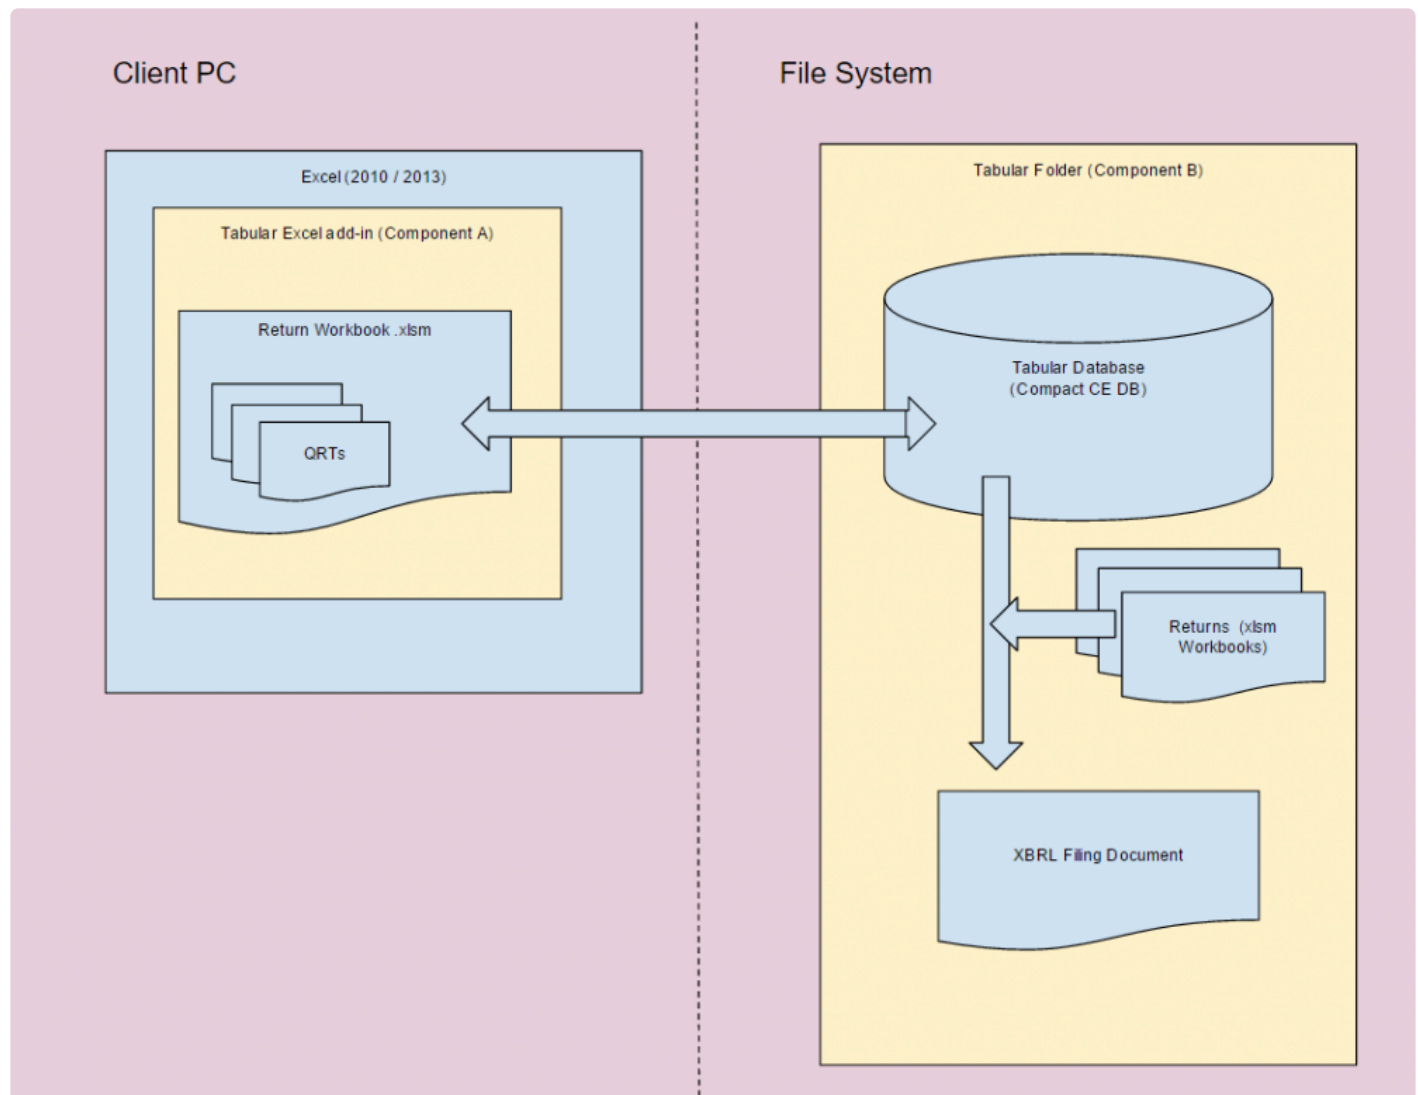 Client PC
File System
Excel (2010 / 2013)
Tabular Excel add-in (Component A)
Return Workbook .xlsm
QRTs
Tabular Folder (Component B)
Tabular Database
(Compact CE DB)
Returns (xlsm
Workbooks)
XBRL Filing Document